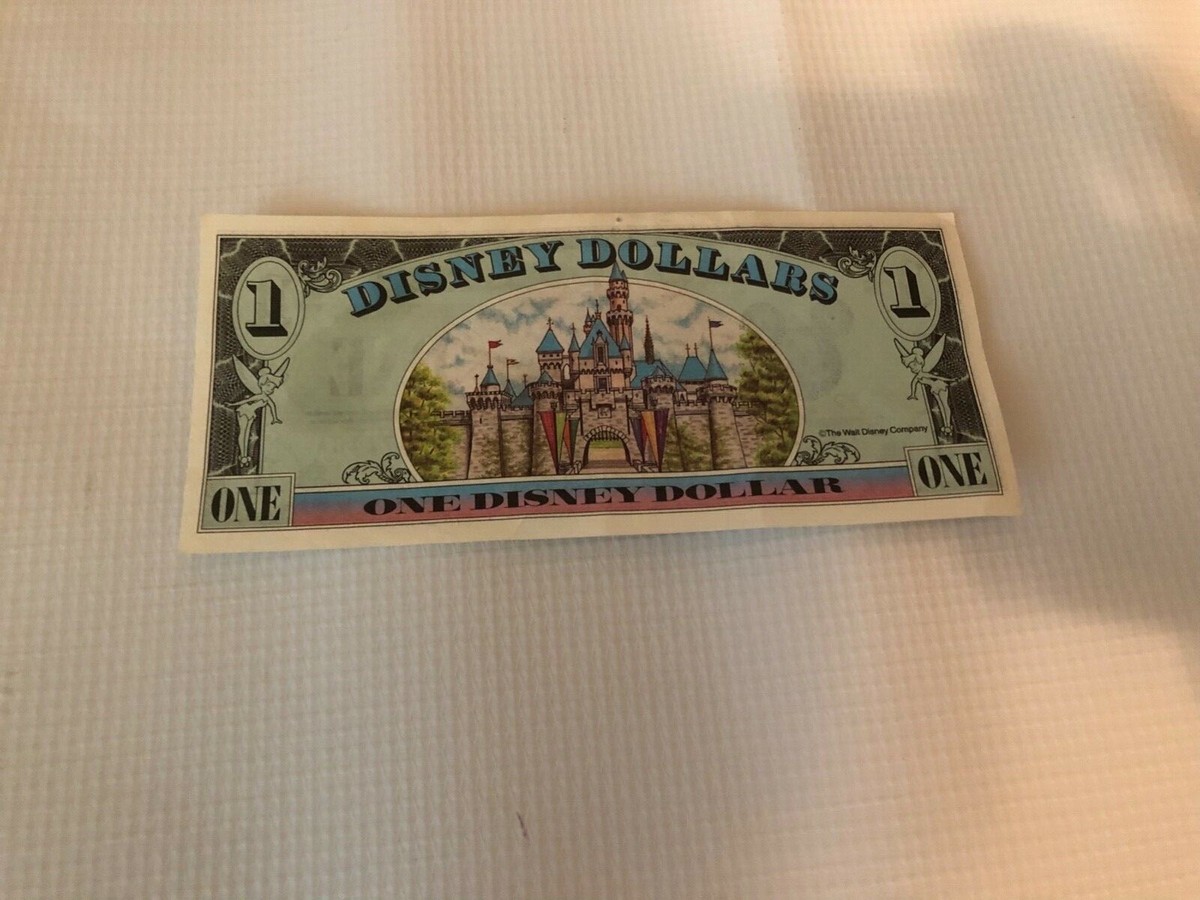 DISNEY DOLLARS
1
1
©The Walt Disney Company
ONE
ONE DISNEY DOLLAR
ONE